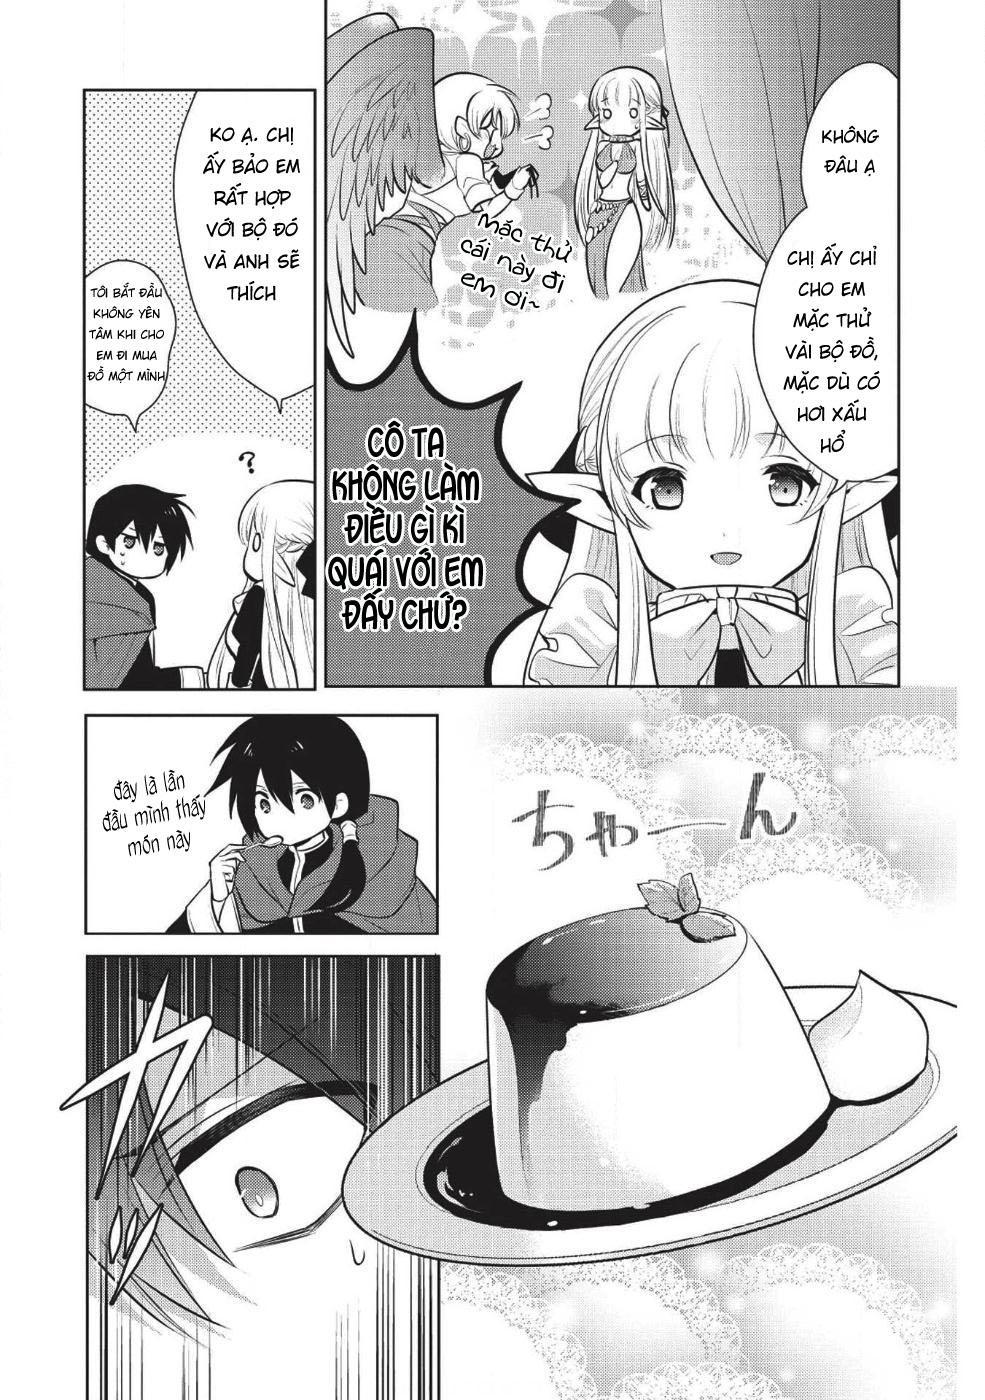 KHÔNG
ĐÂU Ạ
CHỊ ẤY CHỈ
CHO EM
MẶC THỬ
VÀI BỘ ĐỒ,
MẶC DÙ CÓ
HƠI XẤU
HỔ
MẶC THỬ
CÁI NÀY ĐI
EM ƠI~
CÔ TA
KHÔNG LÀM
ĐIỀU GÌ KÌ
QUÁI VỚI EM
ĐẤY CHỨ?
KO Ạ. CHỊ
ẤY BẢO EM
RẤT HỢP
VỚI BỘ ĐÓ
VÀ ANH SẼ
THÍCH
TÔI BẮT ĐẦU
KHÔNG YÊN
TÂM KHI CHO
EM ĐI MUA
ĐỒ MỘT MÌNH
?
đây là lần
đầu mình thấy
món này
ちゃーん
カッ